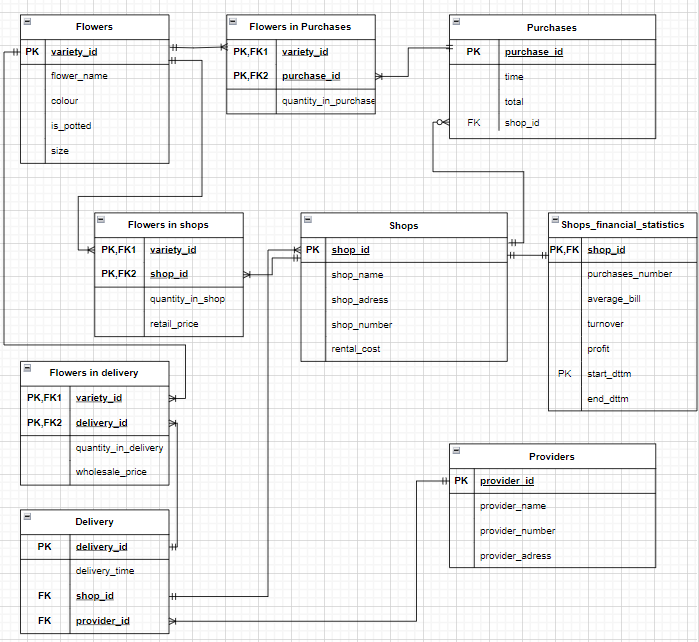 Flowers
PK variety_id
flower_name
colour
is_potted
size
Flowers in Purchases
PK,FK1 variety_id
PK,FK2 purchase_id
quantity_in_purchase
Purchases
PK purchase_id
time
total
FK shop_id
Flowers in shops
PK,FK1 variety_id
PK,FK2 shop_id
quantity_in_shop
retail_price
Shops
PK shop_id
shop_name
shop_adress
shop_number
rental_cost
Shops_financial_statistics
PK,FK shop_id
purchases_number
average_bill
turnover
profit
PK start_dttm
end_dttm
Flowers in delivery
PK,FK1 variety_id
PK,FK2 delivery_id
quantity_in_delivery
wholesale_price
Providers
PK provider_id
provider_name
provider_number
provider_adress
Delivery
PK delivery_id
delivery_time
FK shop_id
FK provider_id